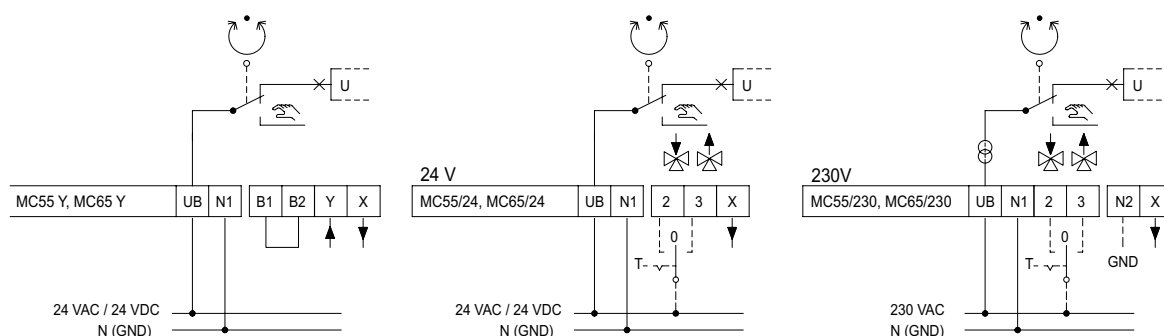 U
MC55 Y, MC65 Y
UB
N1
B1
B2
Y
X
24 VAC / 24 VDC
N (GND)
U
24 V
MC55/24, MC65/24
UB
N1
2
3
X
0
T
24 VAC / 24 VDC
N (GND)
U
230V
MC55/230, MC65/230
UB
N1
2
3
N2
X
0
T
GND
230 VAC
N (GND)